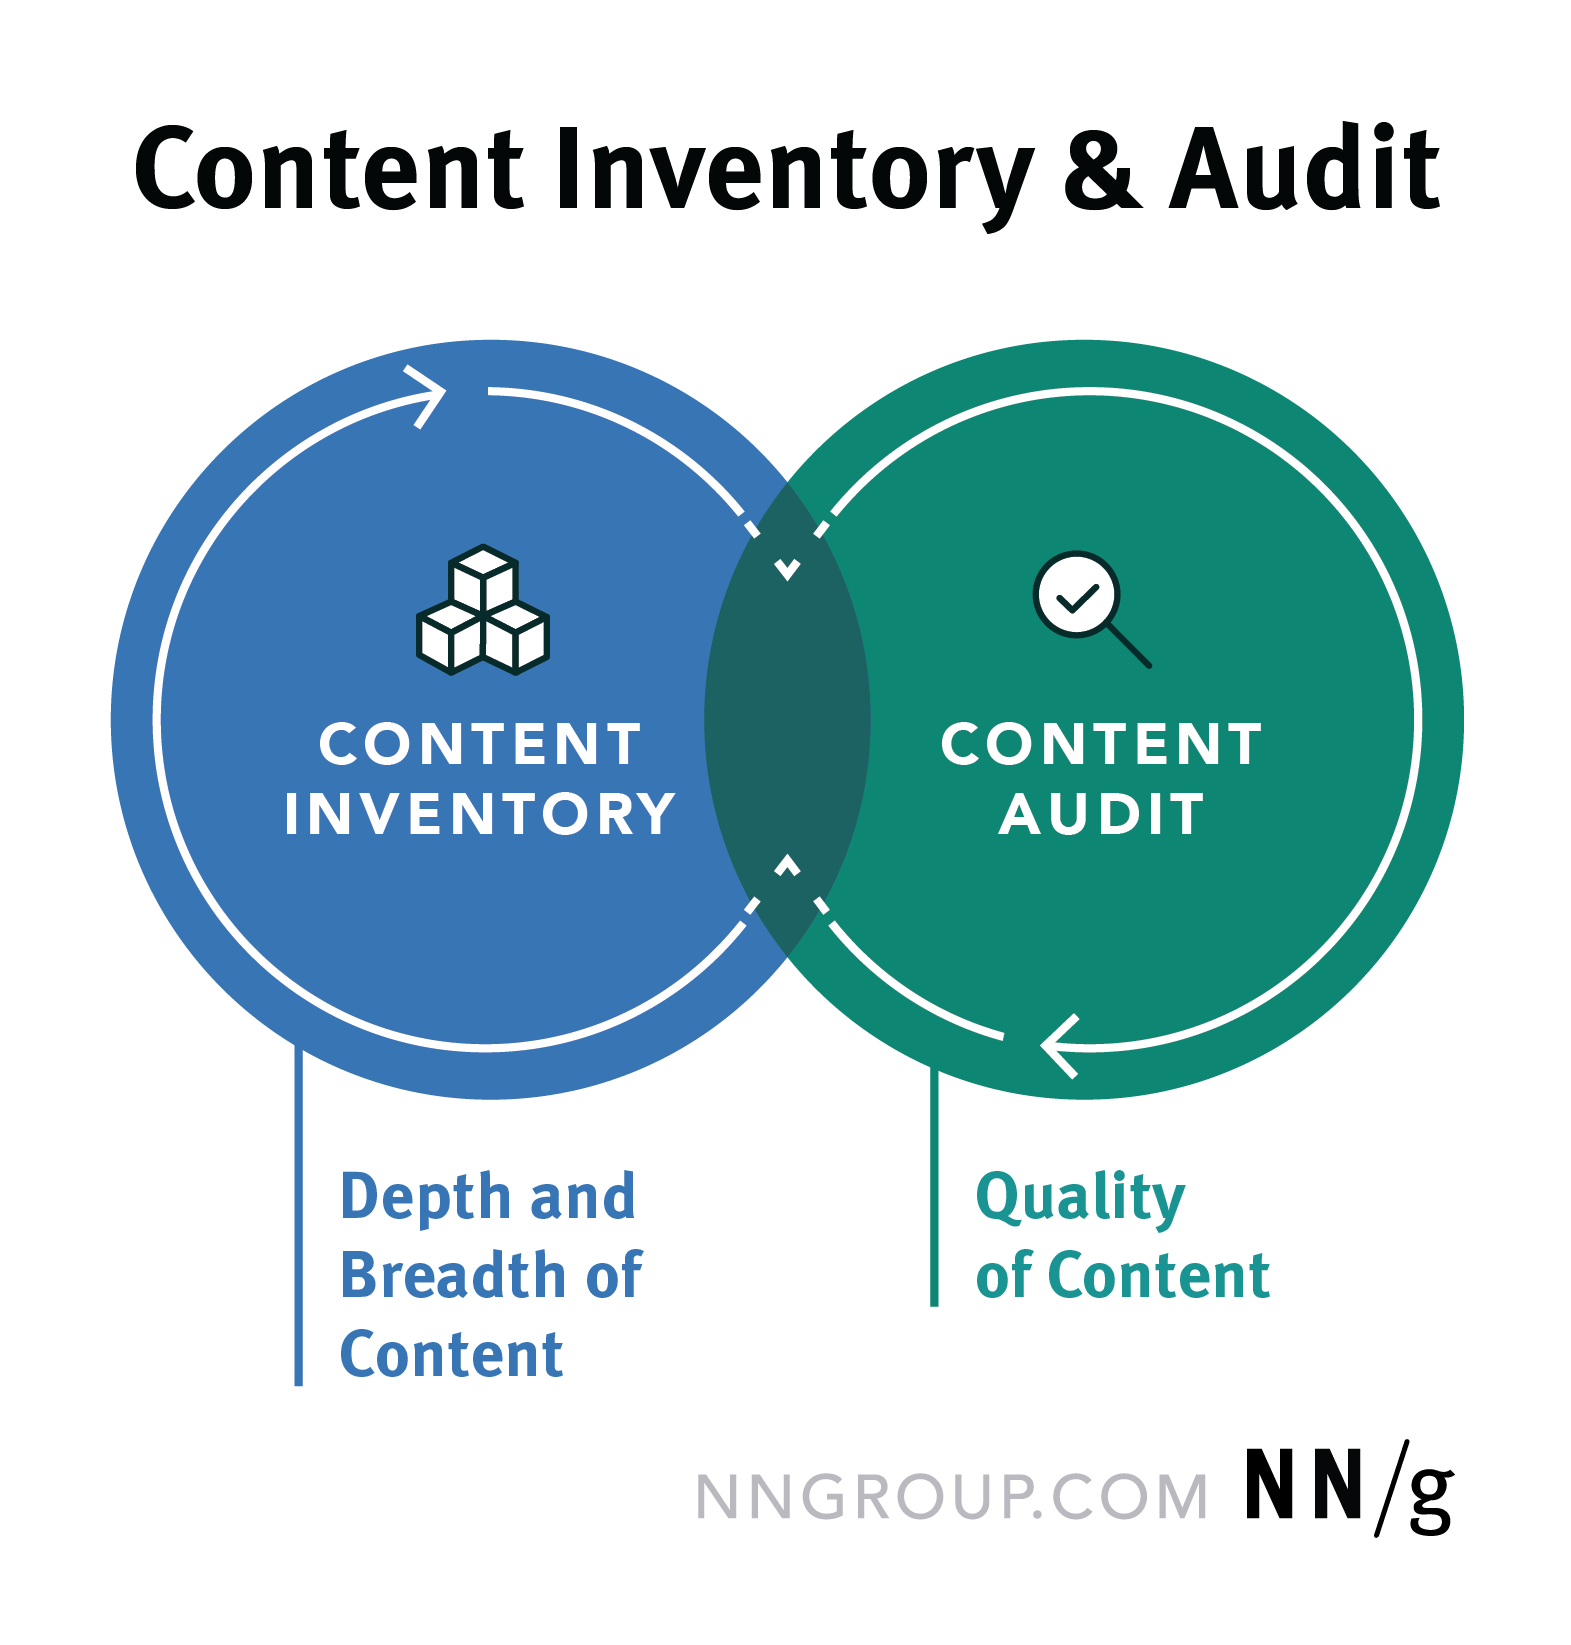 Content Inventory & Audit
CONTENT
INVENTORY
CONTENT
AUDIT
Depth and
Breadth of
Content
Quality
of Content
NNGROUP.COM NN/g